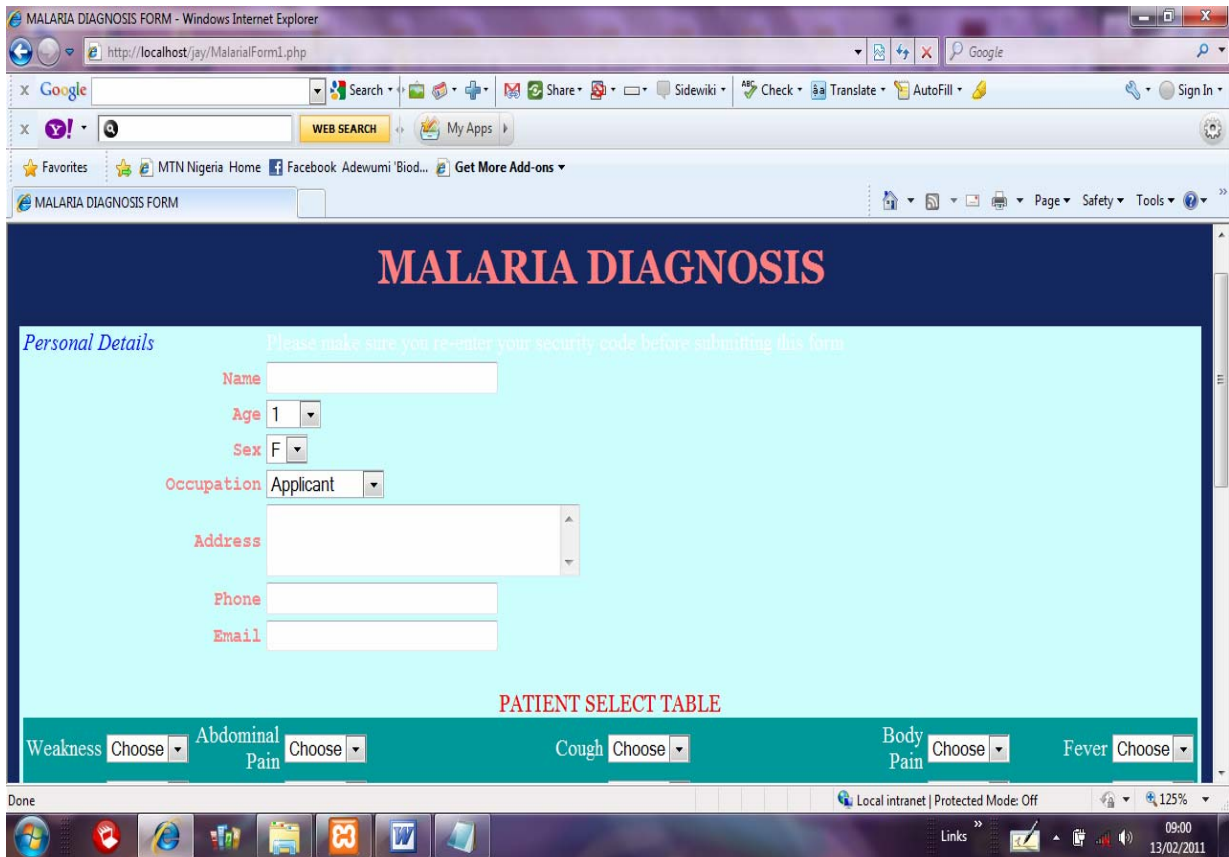 MALARIA DIAGNOSIS FORM - Windows Internet Explorer
http://localhost/jay/MalarialForm1.php
Google
x Google
Search
Share
Sidewiki
Check
Translate
AutoFill
Sign In
x Y!
WEB SEARCH
My Apps
Favorites
MTN Nigeria Home
Facebook Adewumi 'Biod...
Get More Add-ons
MALARIA DIAGNOSIS FORM
Page
Safety
Tools
MALARIA DIAGNOSIS
Personal Details
Please make sure you re-enter your security code before submitting this form
Name
Age 1
Sex F
Occupation Applicant
Address
Phone
Email
PATIENT SELECT TABLE
Weakness Choose
Abdominal
Pain Choose
Cough Choose
Body
Pain Choose
Fever Choose
Done
Local intranet | Protected Mode: Off
125%
Links
09:00
13/02/2011